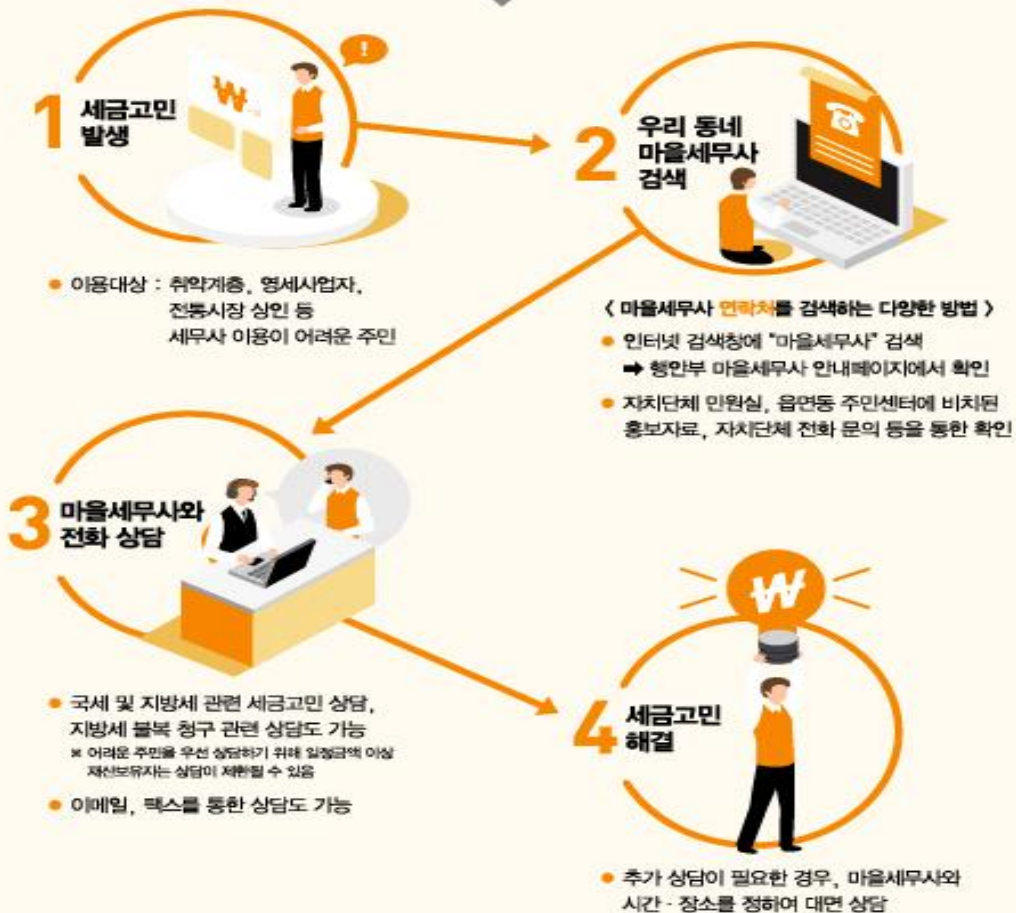 1
세금고민
발생
₩
!
● 이용대상 : 취약계층, 영세사업자,
전통시장 상인 등
세무사 이용이 어려운 주민
2
우리 동네
마을세무사
검색
< 마을세무사 연락처를 검색하는 다양한 방법 >
● 인터넷 검색창에 "마을세무사" 검색
➡ 행안부 마을세무사 안내페이지에서 확인
● 자치단체 민원실, 읍면동 주민센터에 비치된
홍보자료, 자치단체 전화 문의 등을 통한 확인
3
마을세무사와
전화 상담
● 국세 및 지방세 관련 세금고민 상담,
지방세 불복 청구 관련 상담도 가능
※ 어려운 주민을 우선 상담하기 위해 일정금액 이상
재산보유자는 상담이 제한될 수 있음
● 이메일, 팩스를 통한 상담도 가능
₩
4
세금고민
해결
● 추가 상담이 필요한 경우, 마을세무사와
시간 · 장소를 정하여 대면 상담